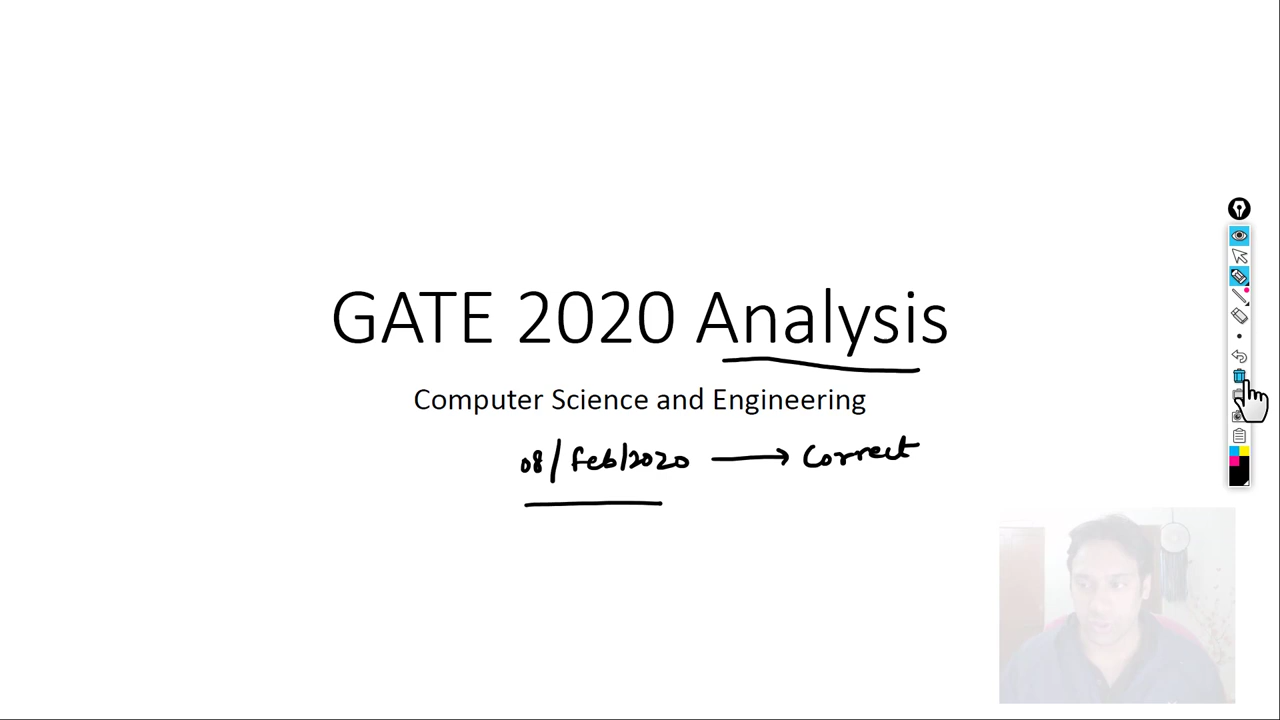 GATE 2020 Analysis
Computer Science and Engineering
08/Feb/2020 → Correct